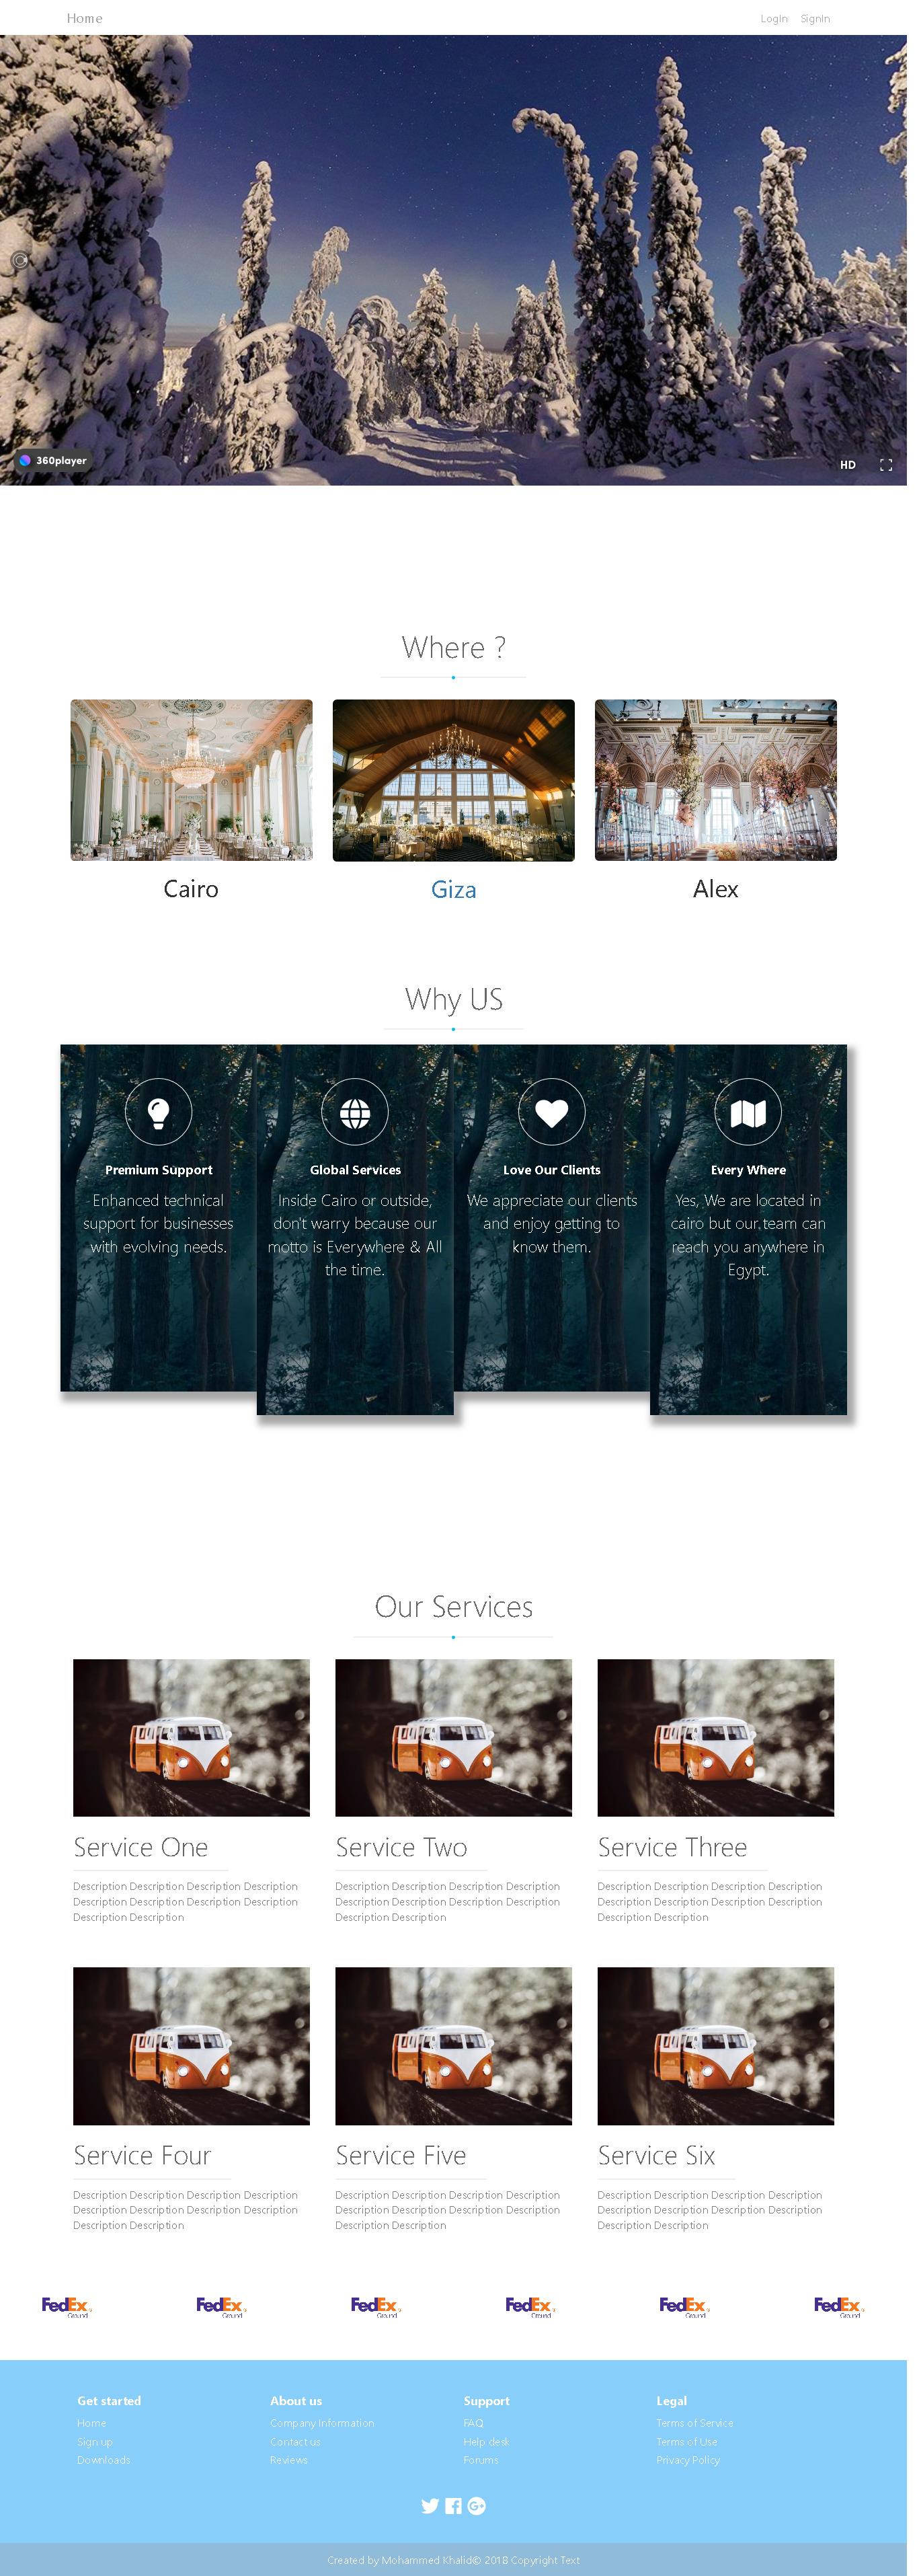 Home
LogIn SignIn
360player
HD
Where ?
Cairo
Giza
Alex
Why US
Premium Support
Enhanced technical
support for businesses
with evolving needs.
Global Services
Inside Cairo or outside,
don't warry because our
motto is Everywhere & All
the time.
Love Our Clients
We appreciate our clients
and enjoy getting to
know them.
Every Where
Yes, We are located in
cairo but our team can
reach you anywhere in
Egypt.
Our Services
Service One
Description Description Description Description
Description Description Description Description
Description Description
Service Two
Description Description Description Description
Description Description Description Description
Description Description
Service Three
Description Description Description Description
Description Description Description Description
Description Description
Service Four
Description Description Description Description
Description Description Description Description
Description Description
Service Five
Description Description Description Description
Description Description Description Description
Description Description
Service Six
Description Description Description Description
Description Description Description Description
Description Description
FedEx
Ground
FedEx
Ground
FedEx
Ground
FedEx
Ground
FedEx
Ground
FedEx
Ground
Get started
Home
Sign up
Downloads
About us
Company Information
Contact us
Reviews
Support
FAQ
Help desk
Forums
Legal
Terms of Service
Terms of Use
Privacy Policy
Created by Mohammed Khalid© 2018 Copyright Text